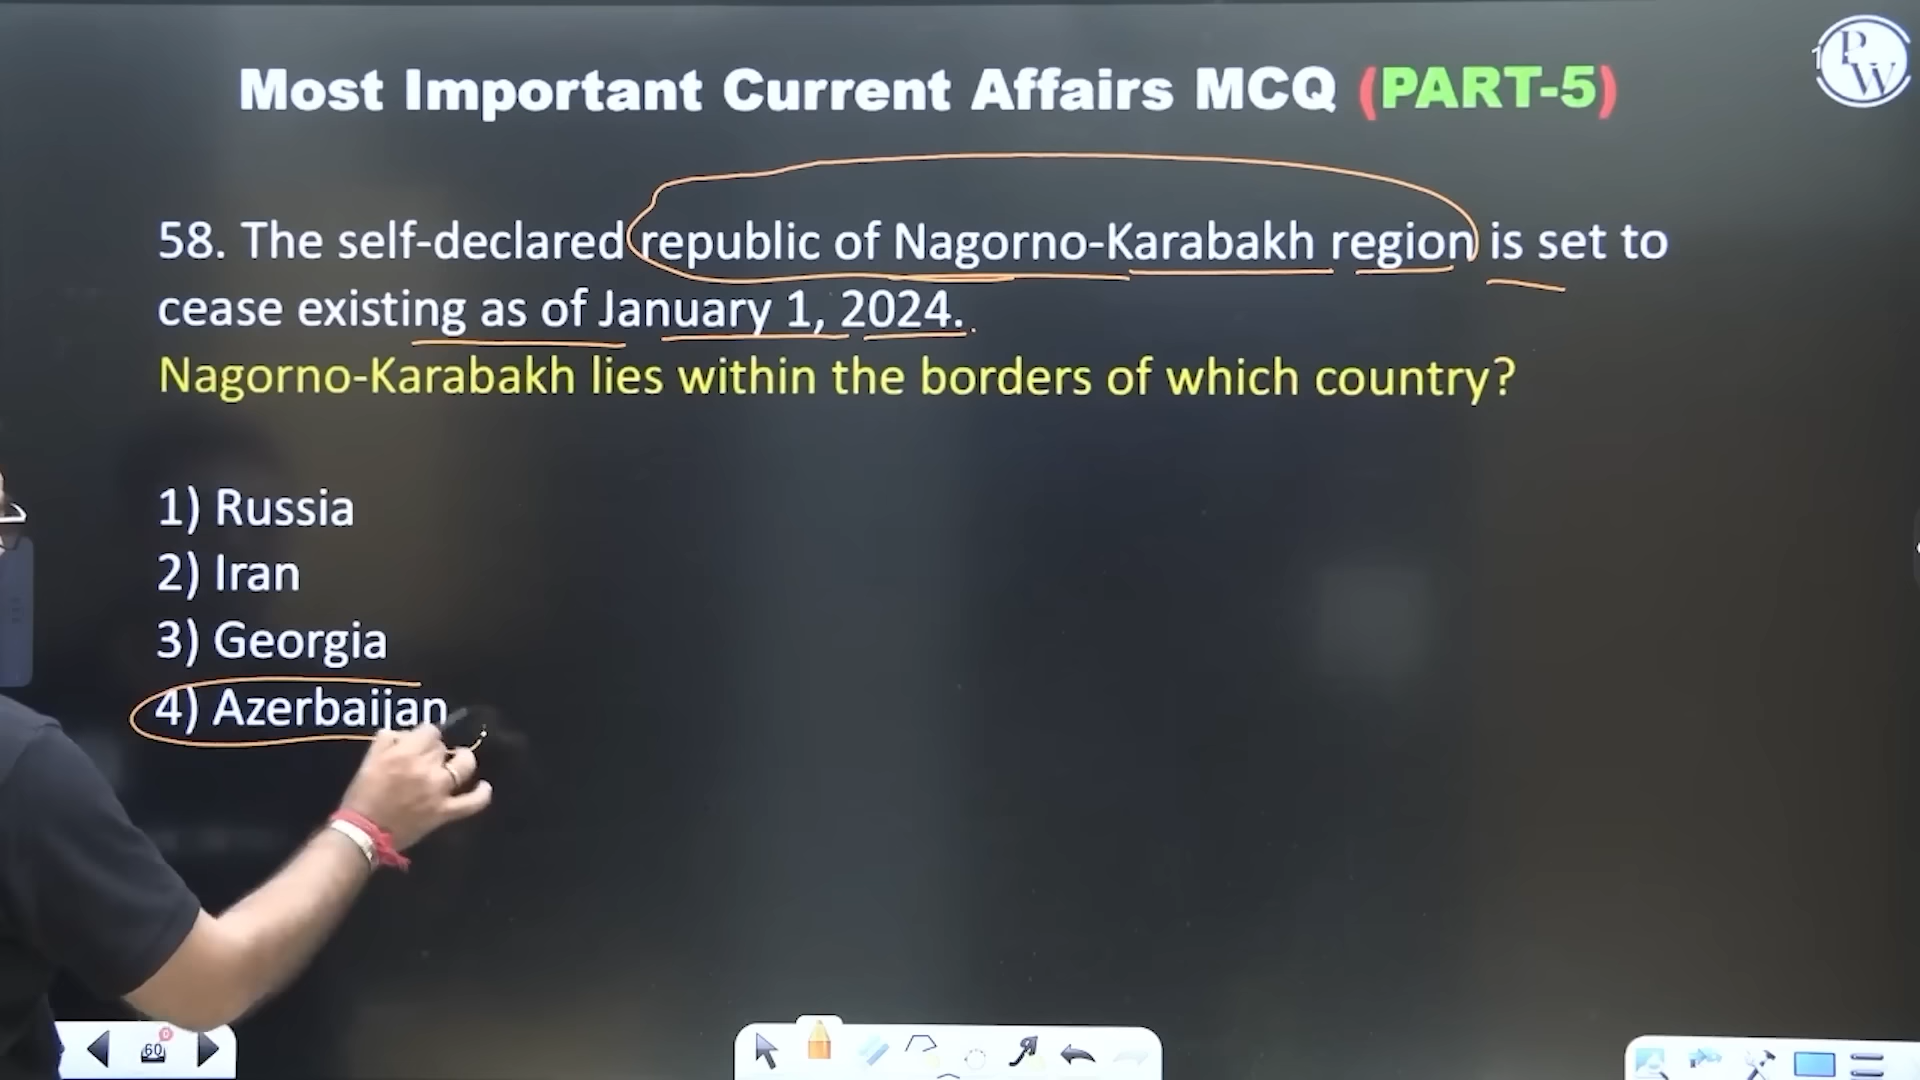 PW
Most Important Current Affairs MCQ (PART-5)
58. The self-declared republic of Nagorno-Karabakh region is set to
cease existing as of January 1, 2024.
Nagorno-Karabakh lies within the borders of which country?
1) Russia
2) Iran
3) Georgia
4) Azerbaijan
60